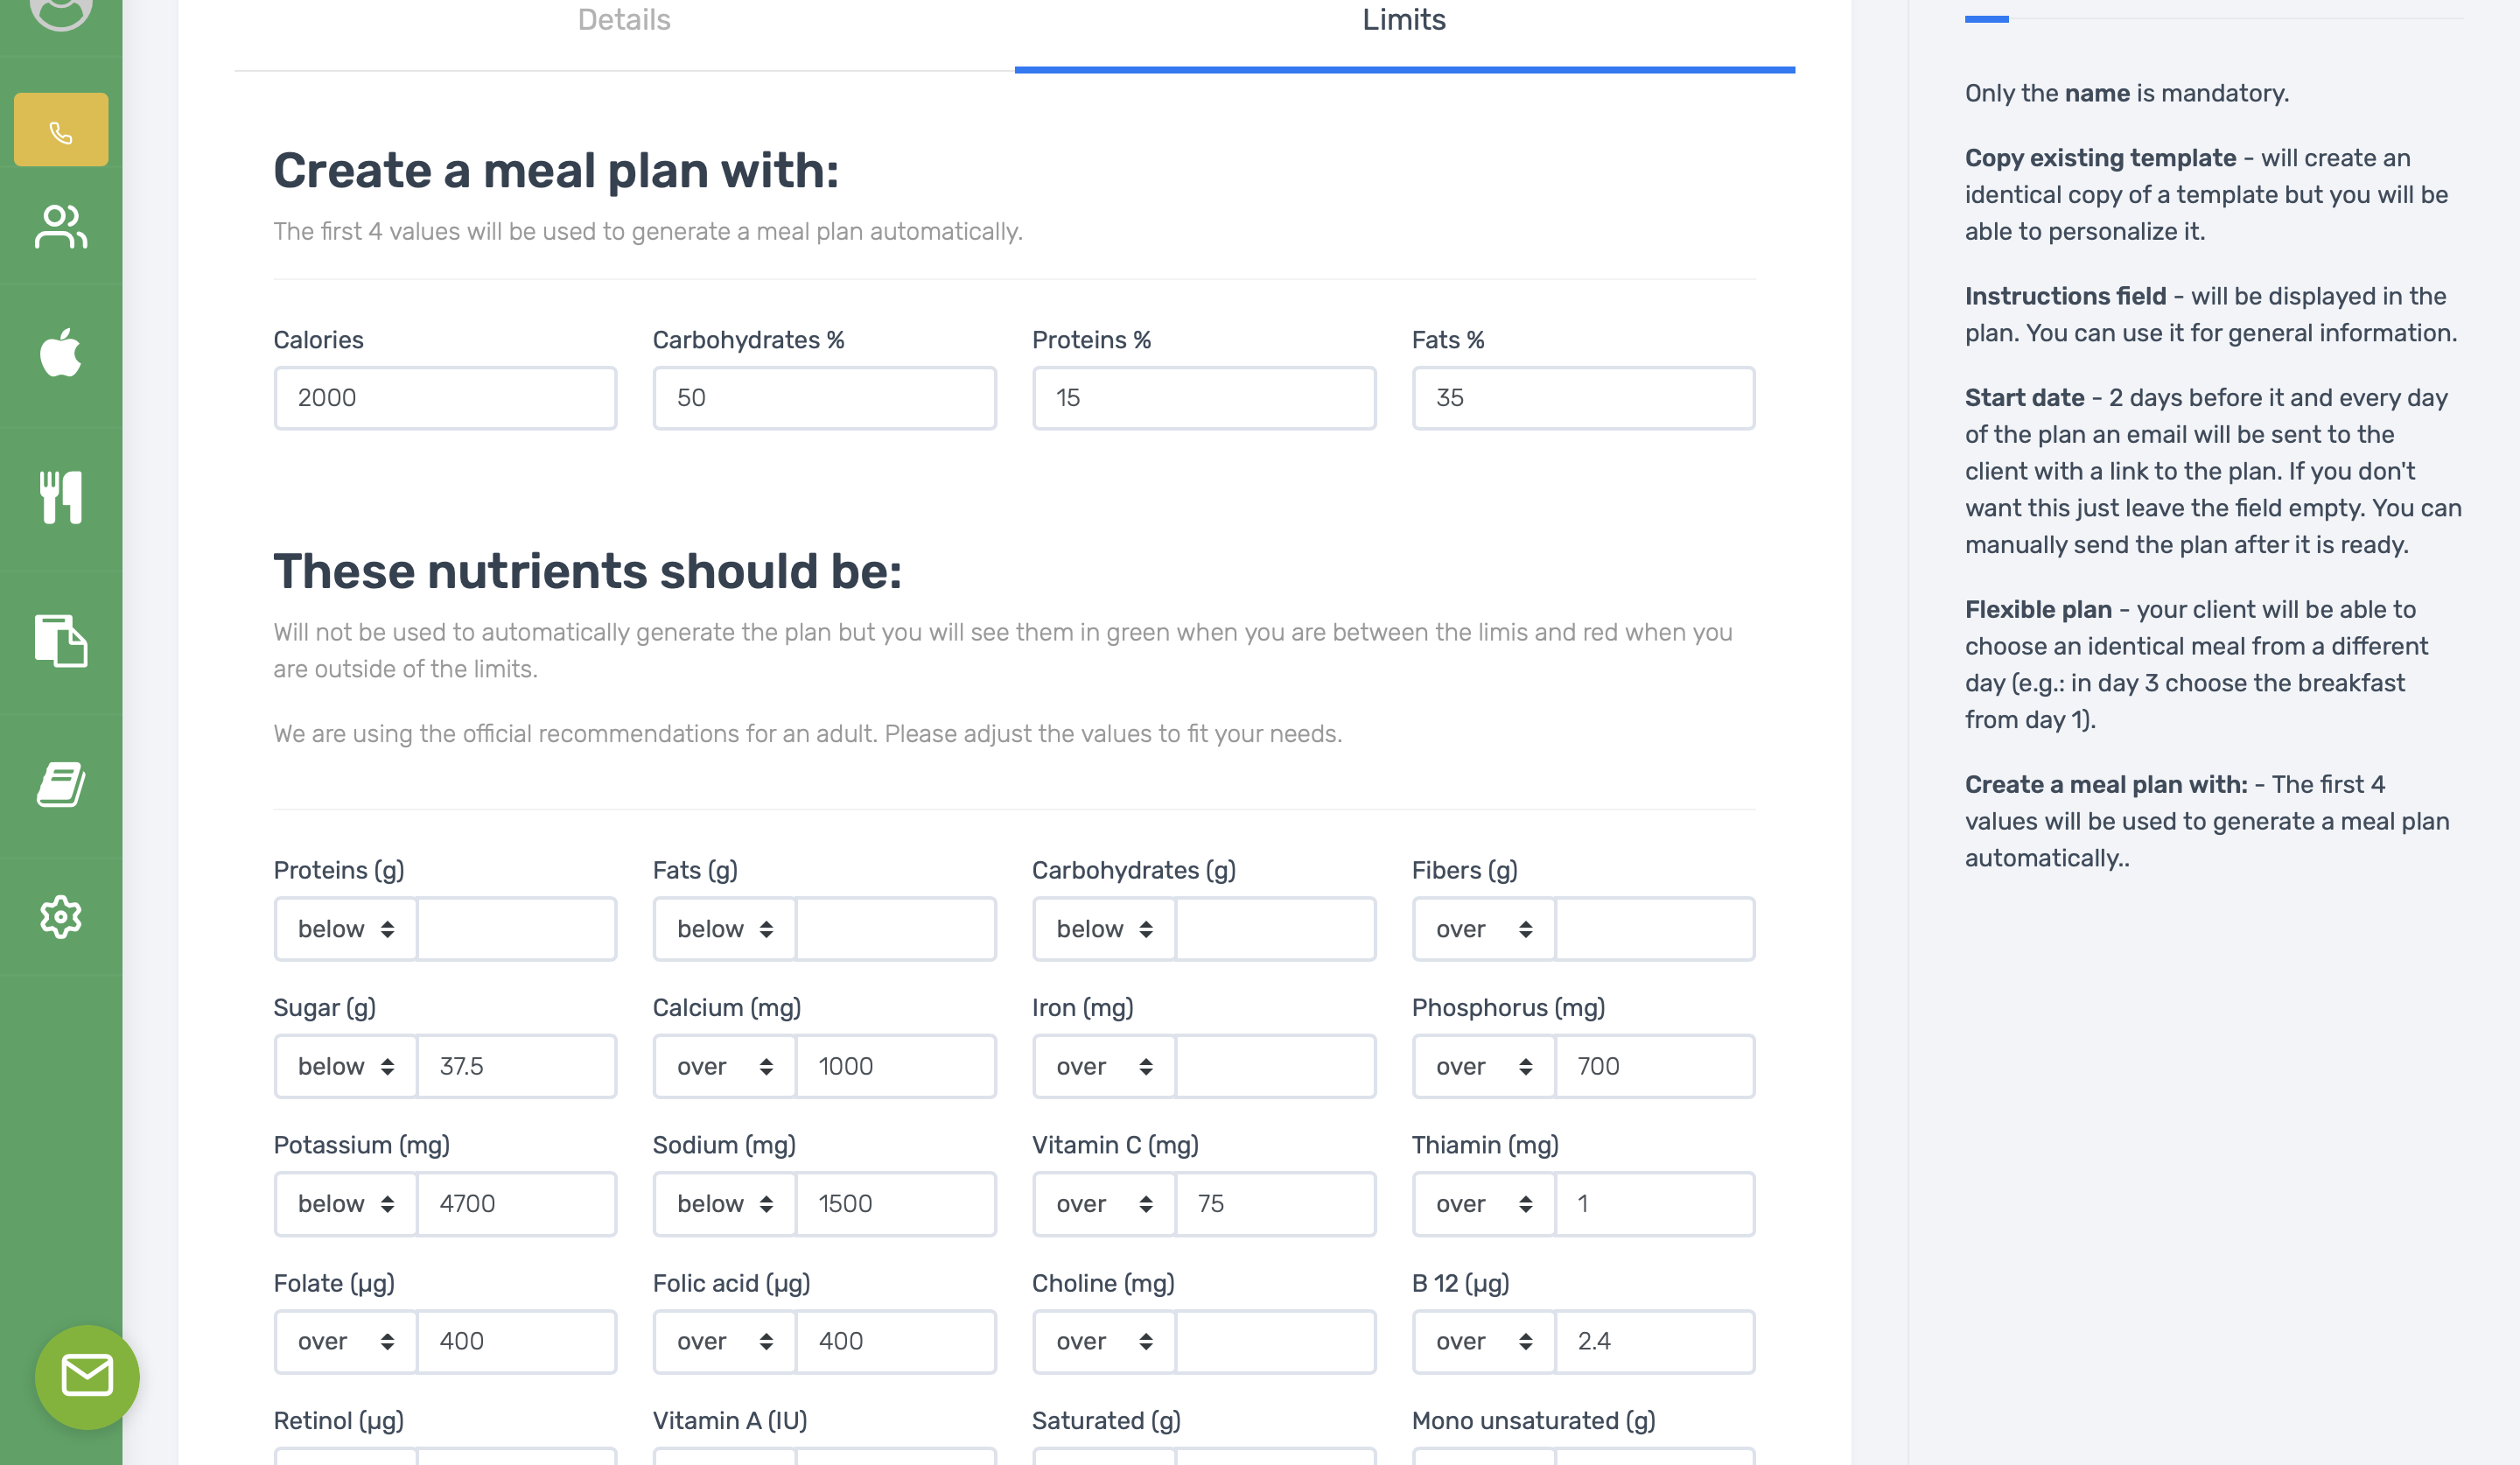 Details
Limits
Create a meal plan with:
The first 4 values will be used to generate a meal plan automatically.
Calories
Carbohydrates %
Proteins %
Fats %
2000
50
15
35
These nutrients should be:
Will not be used to automatically generate the plan but you will see them in green when you are between the limis and red when you
are outside of the limits.
We are using the official recommendations for an adult. Please adjust the values to fit your needs.
Proteins (g)
Fats (g)
Carbohydrates (g)
Fibers (g)
below
below
below
over
Sugar (g)
Calcium (mg)
Iron (mg)
Phosphorus (mg)
below 37.5
over 1000
over
over 700
Potassium (mg)
Sodium (mg)
Vitamin C (mg)
Thiamin (mg)
below 4700
below 1500
over 75
over 1
Folate (µg)
Folic acid (µg)
Choline (mg)
B 12 (µg)
over 400
over 400
over
over 2.4
Retinol (µg)
Vitamin A (IU)
Saturated (g)
Mono unsaturated (g)
Only the name is mandatory.
Copy existing template - will create an
identical copy of a template but you will be
able to personalize it.
Instructions field - will be displayed in the
plan. You can use it for general information.
Start date - 2 days before it and every day
of the plan an email will be sent to the
client with a link to the plan. If you don't
want this just leave the field empty. You can
manually send the plan after it is ready.
Flexible plan - your client will be able to
choose an identical meal from a different
day (e.g.: in day 3 choose the breakfast
from day 1).
Create a meal plan with: - The first 4
values will be used to generate a meal plan
automatically..